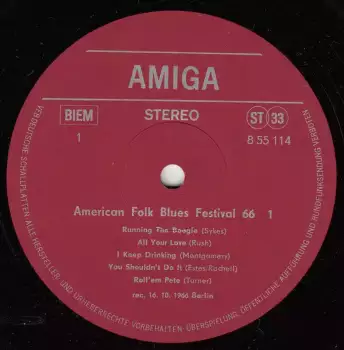 AMIGA
BIEM
STEREO
ST 33
1
8 55 114
American Folk Blues Festival 66 1
Running The Boogie (Sykes)
All Your Love (Rush)
I Keep Drinking (Montgomery)
You Shouldn't Do It (Estes/Rachell)
Roll'em Pete (Turner)
rec. 16. 10. 1966 Berlin
VEB DEUTSCHE SCHALLPLATTEN ALLE HERSTELLER- UND URHEBERRECHTE VORBEHALTEN · ÜBERSPIELUNG, ÖFFENTLICHE AUFFÜHRUNG UND RUNDFUNKSENDUNG VERBOTEN